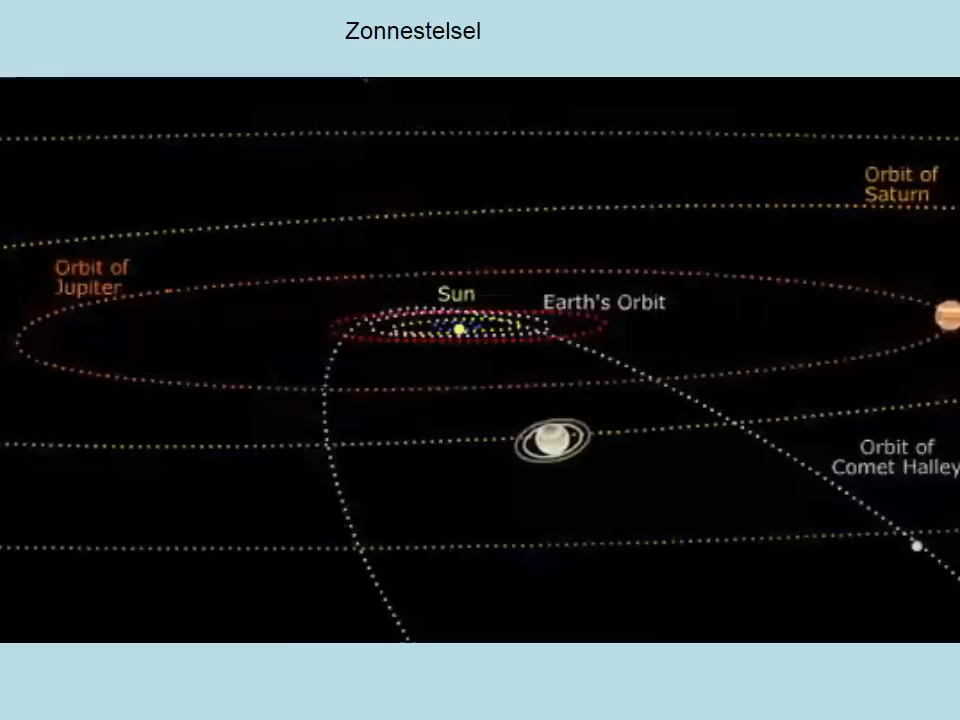 Zonnestelsel
Orbit of
Saturn
Orbit of
Jupiter
Sun
Earth's Orbit
Orbit of
Comet Halley